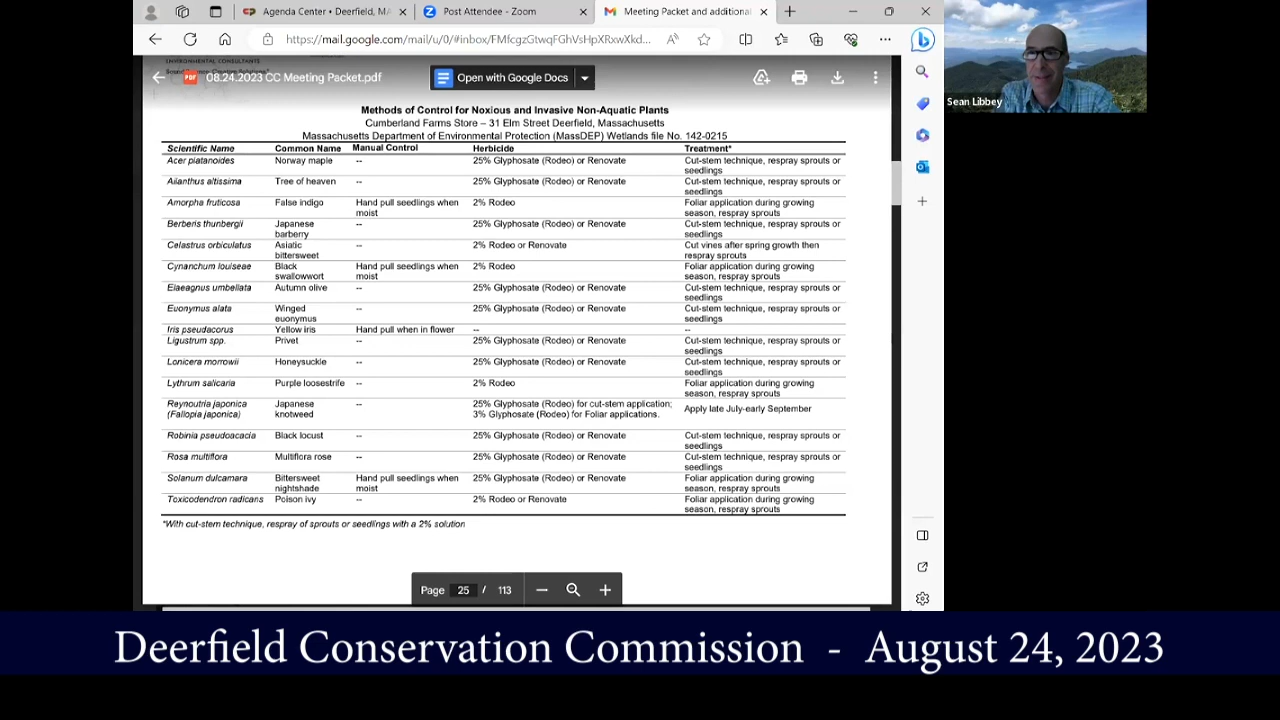 Agenda Center • Deerfield, MA
Post Attendee - Zoom
Meeting Packet and additional
https://mail.google.com/mail/u/0/#inbox/FMfcgzGtwqFGhVsHpXRxwXkd...
ENVIRONMENTAL CONSULTANTS
08.24.2023 CC Meeting Packet.pdf
Open with Google Docs
Sean Libbey
Methods of Control for Noxious and Invasive Non-Aquatic Plants
Cumberland Farms Store – 31 Elm Street Deerfield, Massachusetts
Massachusetts Department of Environmental Protection (MassDEP) Wetlands file No. 142-0215
Scientific Name Common Name Manual Control Herbicide Treatment*
Acer platanoides Norway maple -- 25% Glyphosate (Rodeo) or Renovate Cut-stem technique, respray sprouts or
seedlings
Ailanthus altissima Tree of heaven -- 25% Glyphosate (Rodeo) or Renovate Cut-stem technique, respray sprouts or
seedlings
Amorpha fruticosa False indigo Hand pull seedlings when 2% Rodeo Foliar application during growing
moist season, respray sprouts
Berberis thunbergii Japanese -- 25% Glyphosate (Rodeo) or Renovate Cut-stem technique, respray sprouts or
barberry seedlings
Celastrus orbiculatus Asiatic -- 2% Rodeo or Renovate Cut vines after spring growth then
bittersweet respray sprouts
Cynanchum louiseae Black Hand pull seedlings when 2% Rodeo Foliar application during growing
swallowwort moist season, respray sprouts
Elaeagnus umbellata Autumn olive -- 25% Glyphosate (Rodeo) or Renovate Cut-stem technique, respray sprouts or
seedlings
Euonymus alata Winged -- 25% Glyphosate (Rodeo) or Renovate Cut-stem technique, respray sprouts or
euonymus seedlings
Iris pseudacorus Yellow iris Hand pull when in flower -- --
Ligustrum spp. Privet -- 25% Glyphosate (Rodeo) or Renovate Cut-stem technique, respray sprouts or
seedlings
Lonicera morrowii Honeysuckle -- 25% Glyphosate (Rodeo) or Renovate Cut-stem technique, respray sprouts or
seedlings
Lythrum salicaria Purple loosestrife -- 2% Rodeo Foliar application during growing
season, respray sprouts
Reynoutria japonica Japanese -- 25% Glyphosate (Rodeo) for cut-stem application; Apply late July-early September
(Fallopia japonica) knotweed 3% Glyphosate (Rodeo) for Foliar applications.
Robinia pseudoacacia Black locust -- 25% Glyphosate (Rodeo) or Renovate Cut-stem technique, respray sprouts or
seedlings
Rosa multiflora Multiflora rose -- 25% Glyphosate (Rodeo) or Renovate Cut-stem technique, respray sprouts or
seedlings
Solanum dulcamara Bittersweet Hand pull seedlings when 25% Glyphosate (Rodeo) or Renovate Foliar application during growing
nightshade moist season, respray sprouts
Toxicodendron radicans Poison ivy -- 2% Rodeo or Renovate Foliar application during growing
season, respray sprouts
*With cut-stem technique, respray of sprouts or seedlings with a 2% solution
Page 25 / 113
Deerfield Conservation Commission - August 24, 2023